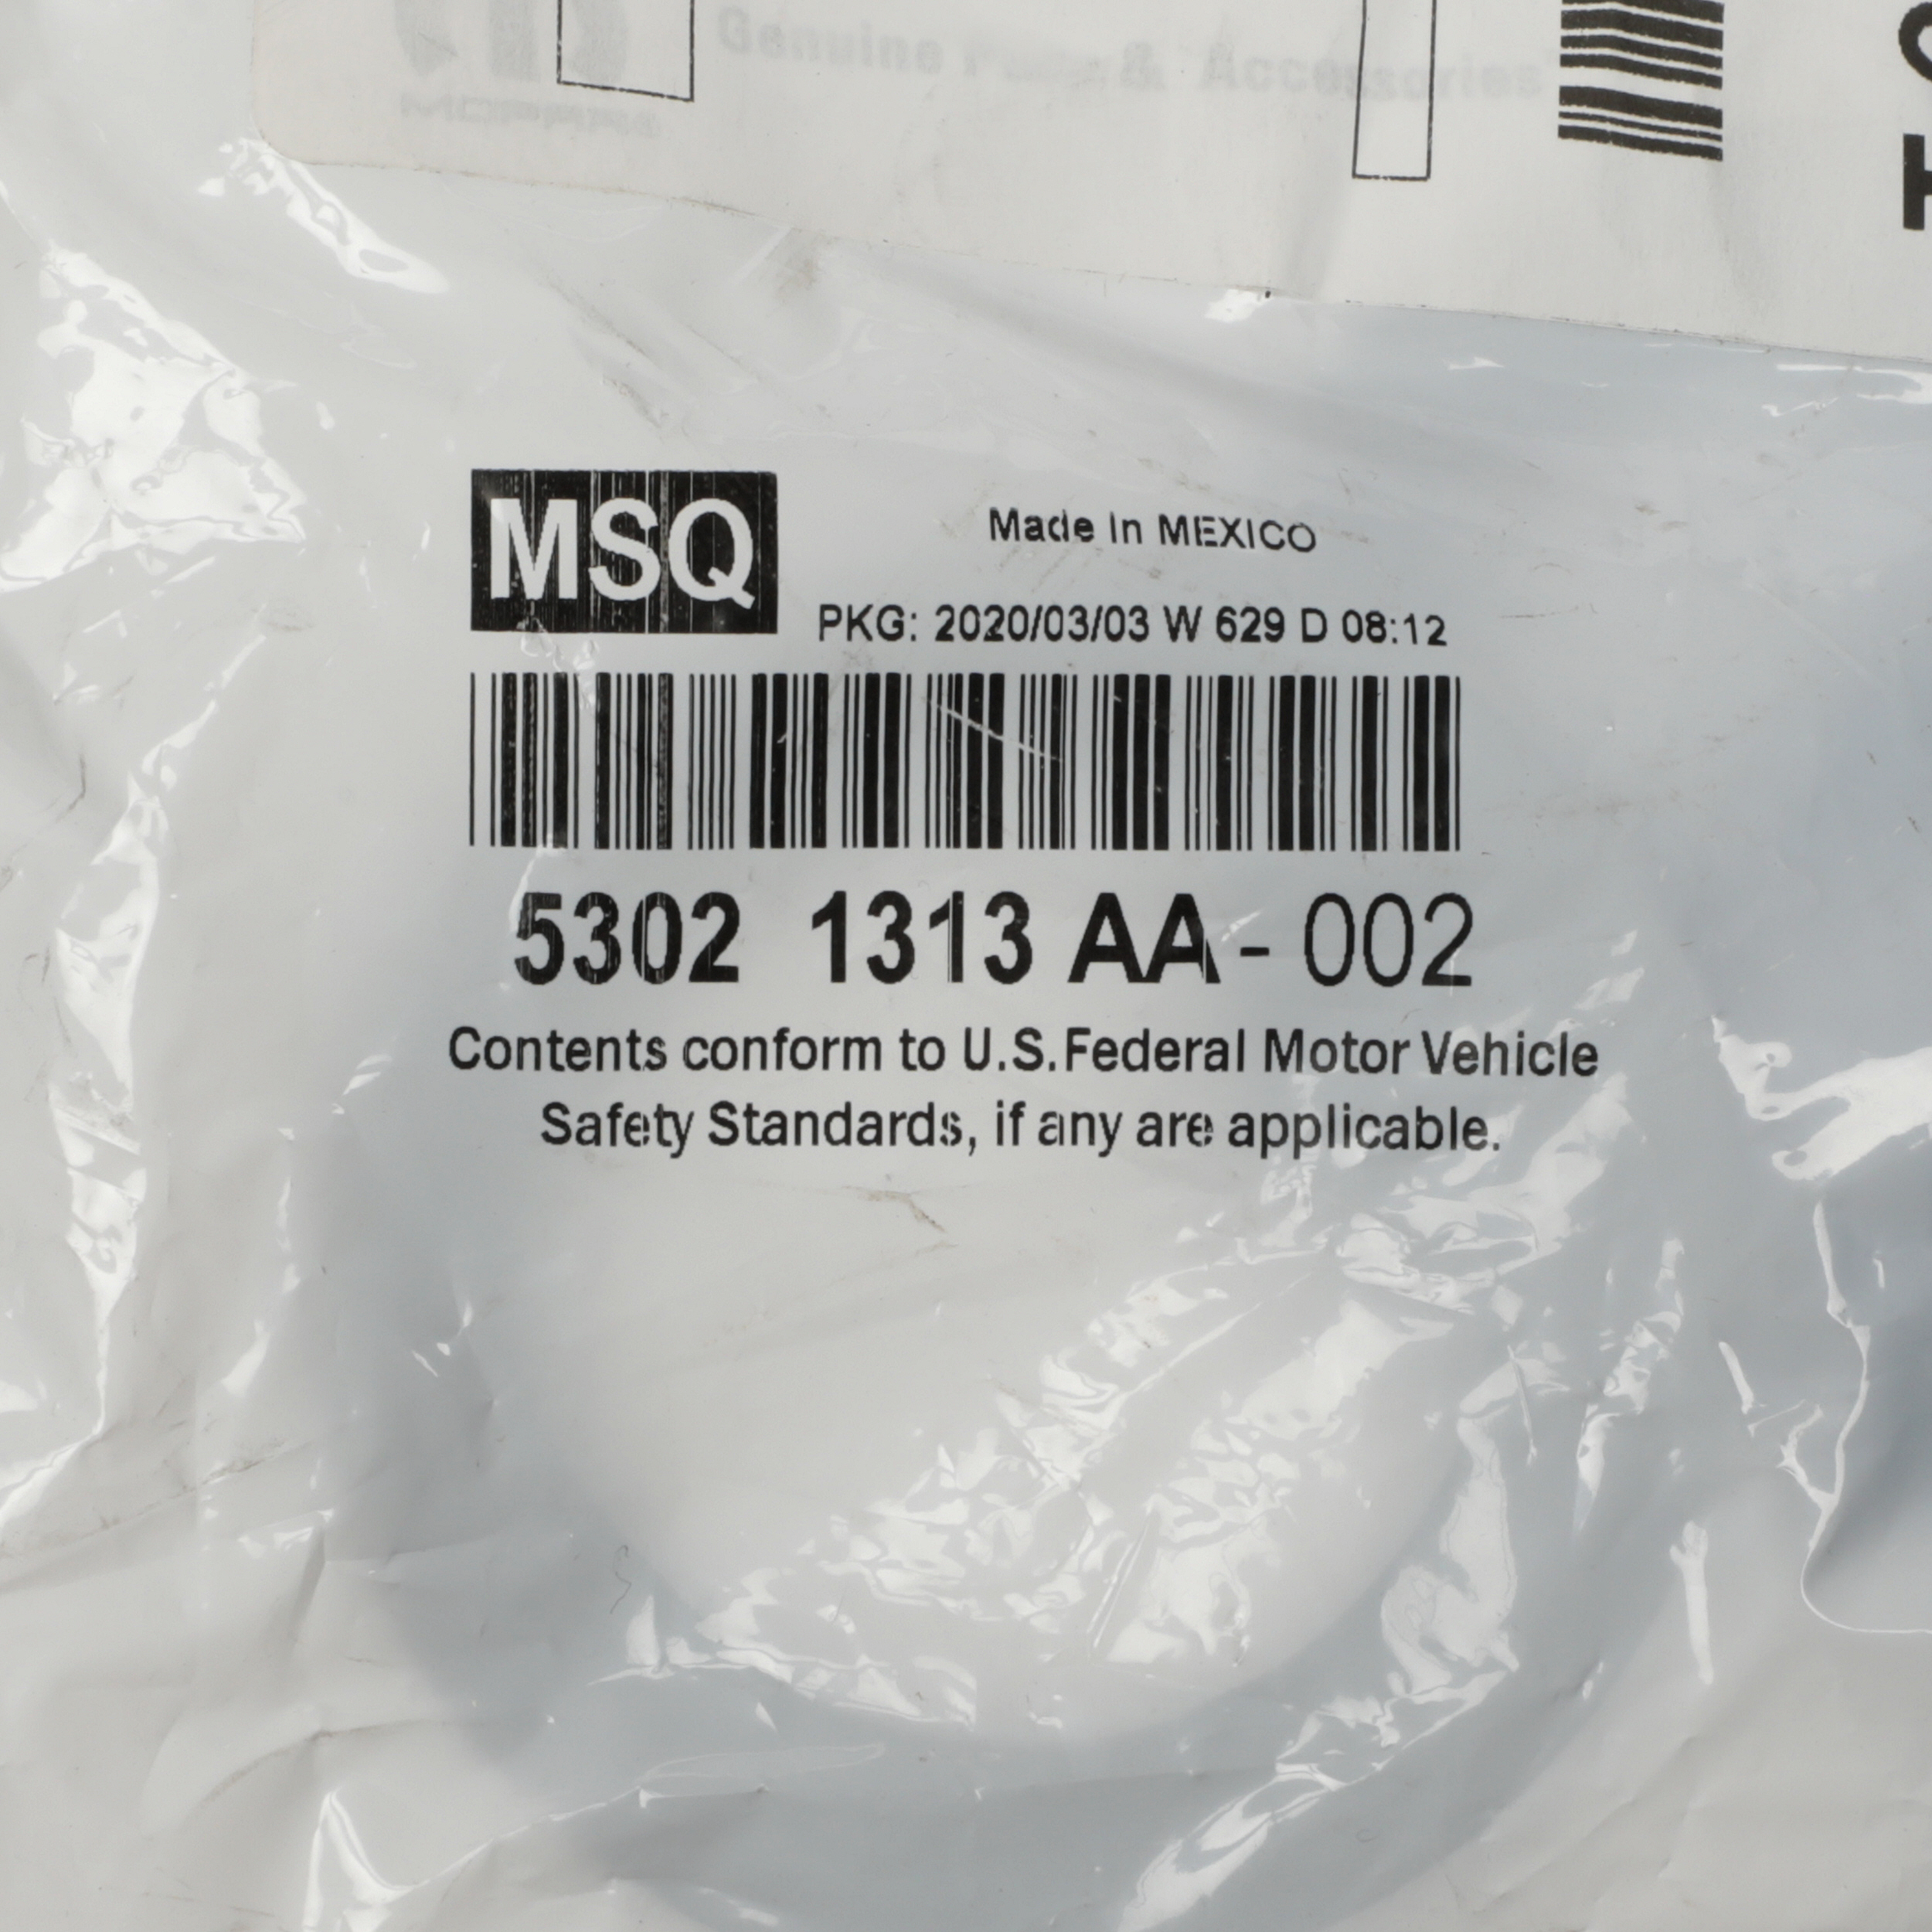 Genuine Parts & Accessories
MOPAR
MSQ
Made In MEXICO
PKG: 2020/03/03 W 629 D 08:12
5302 1313 AA - 002
Contents conform to U.S.Federal Motor Vehicle
Safety Standards, if any are applicable.